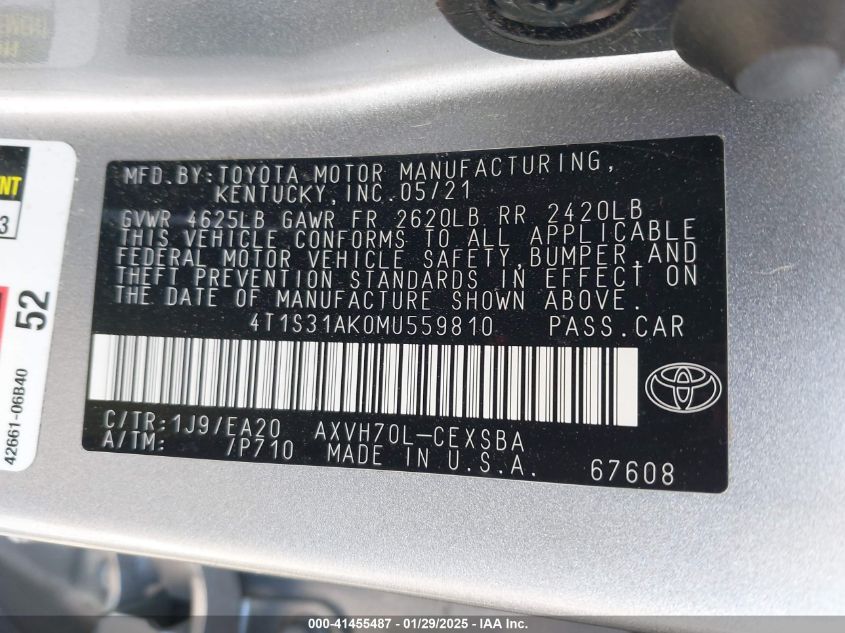 MFD.BY:TOYOTA MOTOR MANUFACTURING,
KENTUCKY,INC.05/21
GVWR 4625LB GAWR FR 2620LB RR 2420LB
THIS VEHICLE CONFORMS TO ALL APPLICABLE
FEDERAL MOTOR VEHICLE SAFETY,BUMPER,AND
THEFT PREVENTION STANDARDS IN EFFECT ON
THE DATE OF MANUFACTURE SHOWN ABOVE.
4T1S31AK0MU559810 PASS.CAR
C/TR:1J9/EA20 AXVH70L-CEXSBA
A/TM: /P710 MADE IN U.S.A. 67608
3
52
42661-06B40
000-41455487 - 01/29/2025 - IAA Inc.